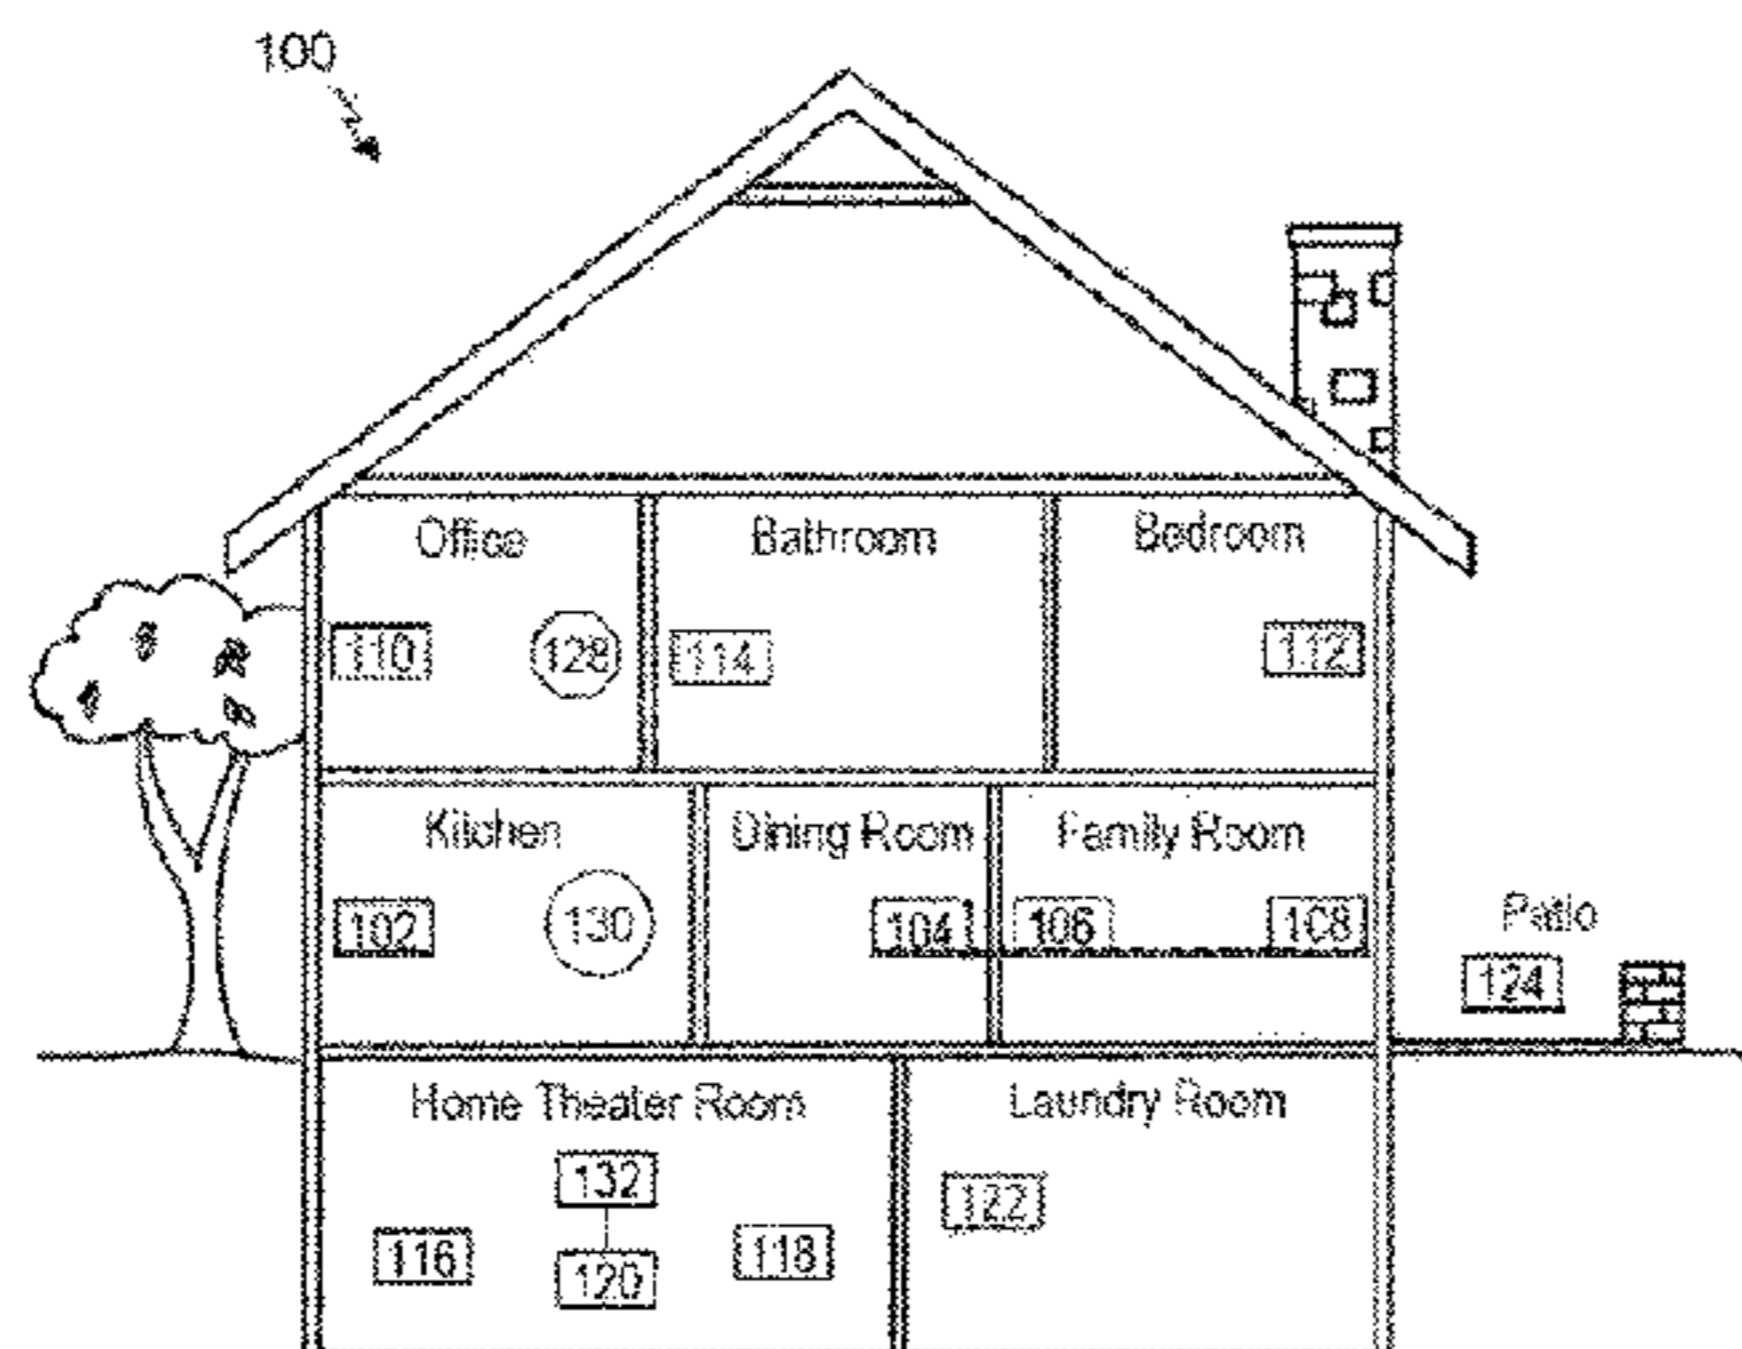 100
Office Bathroom Bedroom
110 128 114 112
Kitchen Dining Room Family Room
102 130 104 106 108
Patio
124
Home Theater Room Laundry Room
132
122
116 120 118